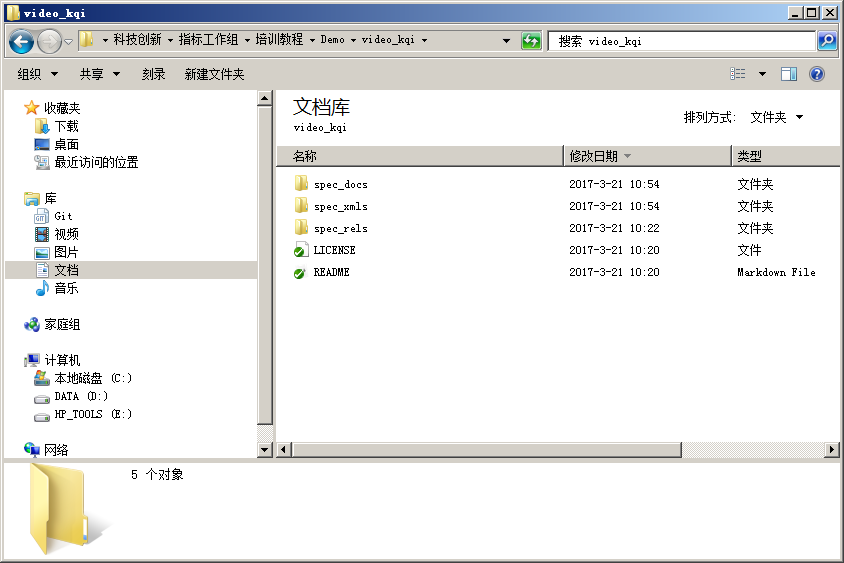 video_kqi
科技创新 指标工作组 培训教程 Demo video_kqi
搜索 video_kqi
组织 共享 刻录 新建文件夹
收藏夹
下载
桌面
最近访问的位置
库
Git
视频
图片
文档
音乐
家庭组
计算机
本地磁盘 (C:)
DATA (D:)
HP_TOOLS (E:)
网络
文档库
video_kqi
排列方式: 文件夹
名称 修改日期 类型
spec_docs 2017-3-21 10:54 文件夹
spec_xmls 2017-3-21 10:54 文件夹
spec_rels 2017-3-21 10:22 文件夹
LICENSE 2017-3-21 10:20 文件
README 2017-3-21 10:20 Markdown File
5 个对象